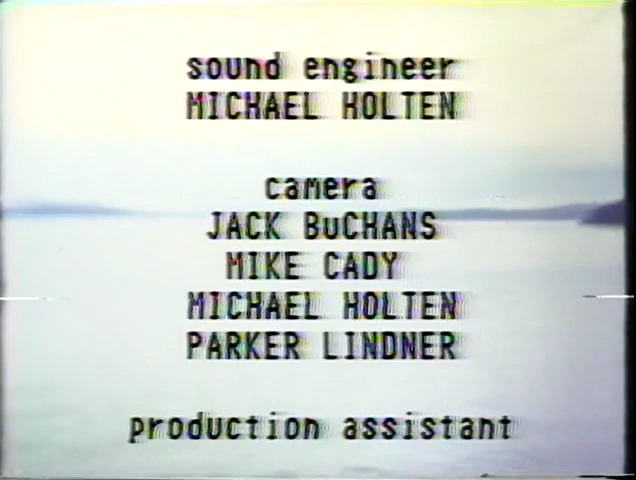 sound engineer
MICHAEL HOLTEN
camera
JACK BuCHANS
MIKE CADY
MICHAEL HOLTEN
PARKER LINDNER
production assistant